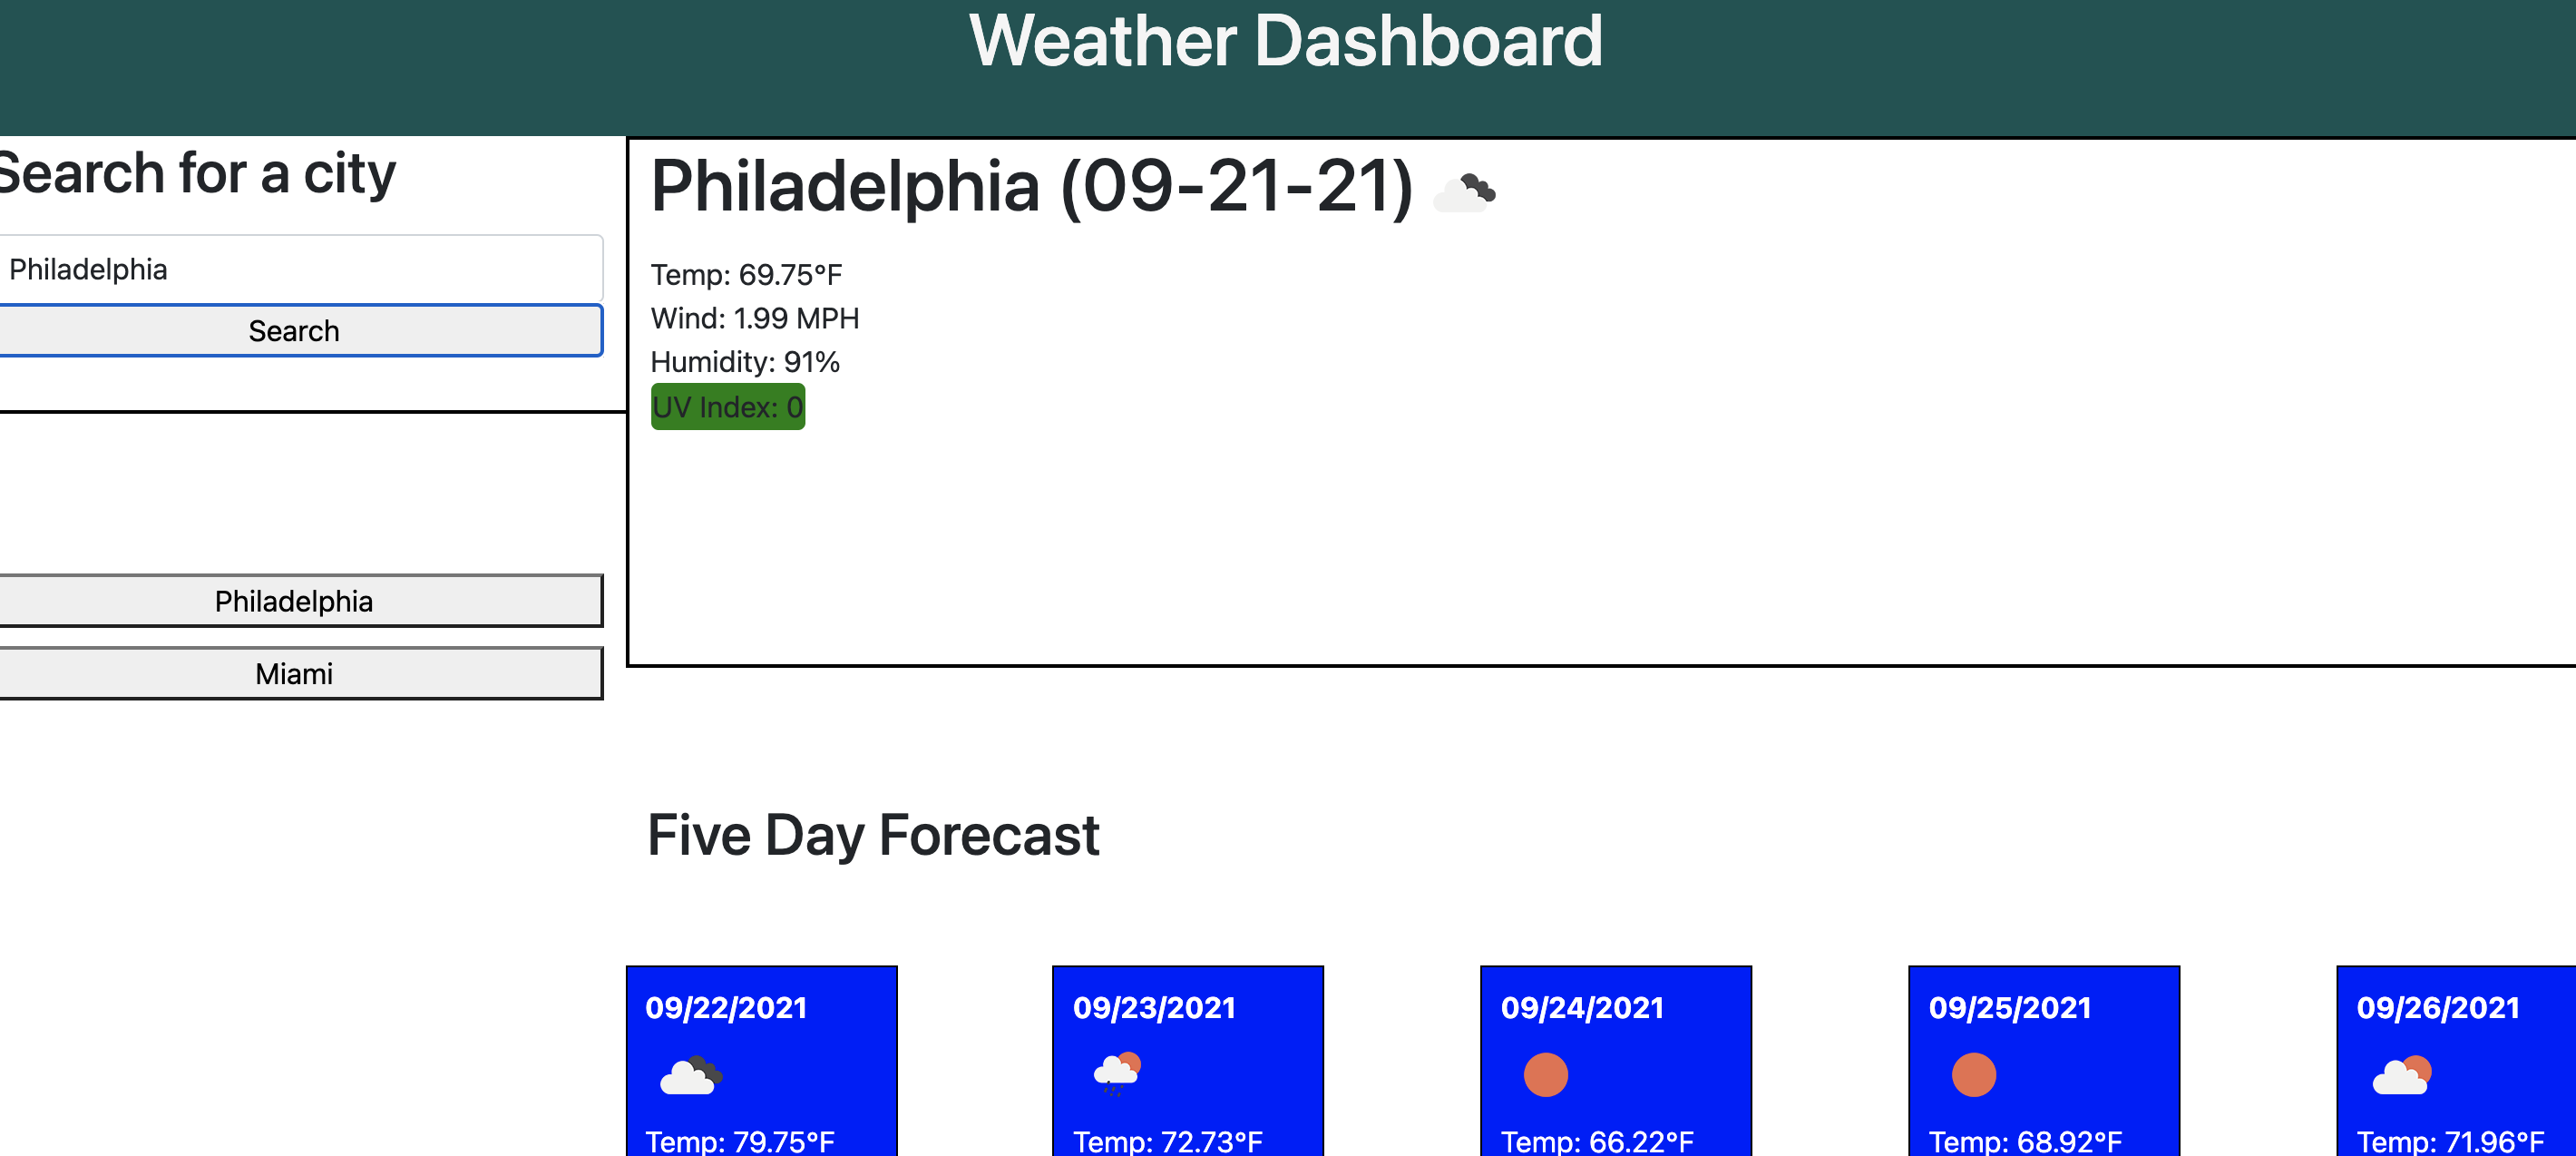 Weather Dashboard
Search for a city
Philadelphia
Search
Philadelphia
Miami
Philadelphia (09-21-21)
Temp: 69.75°F
Wind: 1.99 MPH
Humidity: 91%
UV Index: 0
Five Day Forecast
09/22/2021
Temp: 79.75°F
09/23/2021
Temp: 72.73°F
09/24/2021
Temp: 66.22°F
09/25/2021
Temp: 68.92°F
09/26/2021
Temp: 71.96°F